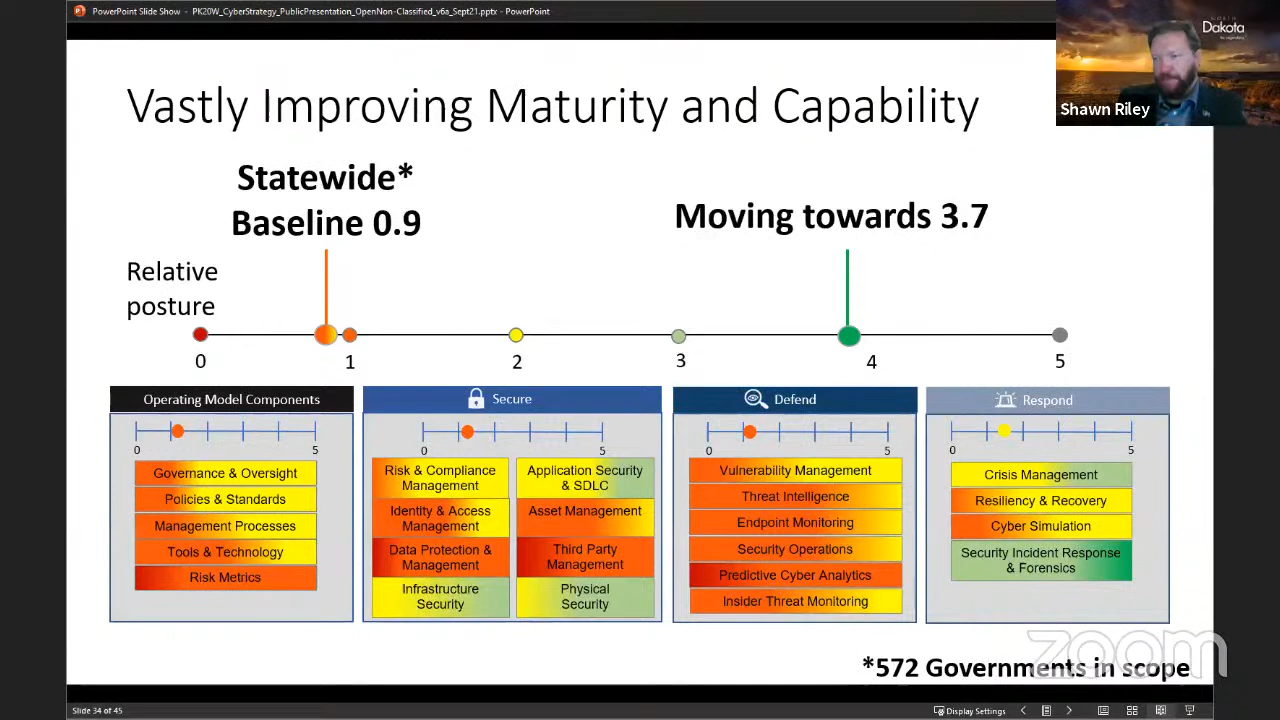 PowerPoint Slide Show - PK20W_CyberStrategy_PublicPresentation_OpenNon-Classified_v6a_Sept21.pptx - PowerPoint
NORTH
Dakota
Be Legendary.
Shawn Riley
Vastly Improving Maturity and Capability
Statewide*
Baseline 0.9
Moving towards 3.7
Relative
posture
0 1 2 3 4 5
Operating Model Components
0 5
Governance & Oversight
Policies & Standards
Management Processes
Tools & Technology
Risk Metrics
Secure
0 5
Risk & Compliance
Management
Identity & Access
Management
Data Protection &
Management
Infrastructure
Security
Application Security
& SDLC
Asset Management
Third Party
Management
Physical
Security
Defend
0 5
Vulnerability Management
Threat Intelligence
Endpoint Monitoring
Security Operations
Predictive Cyber Analytics
Insider Threat Monitoring
Respond
0 5
Crisis Management
Resiliency & Recovery
Cyber Simulation
Security Incident Response
& Forensics
*572 Governments in scope
zoom
Slide 34 of 45
Display Settings